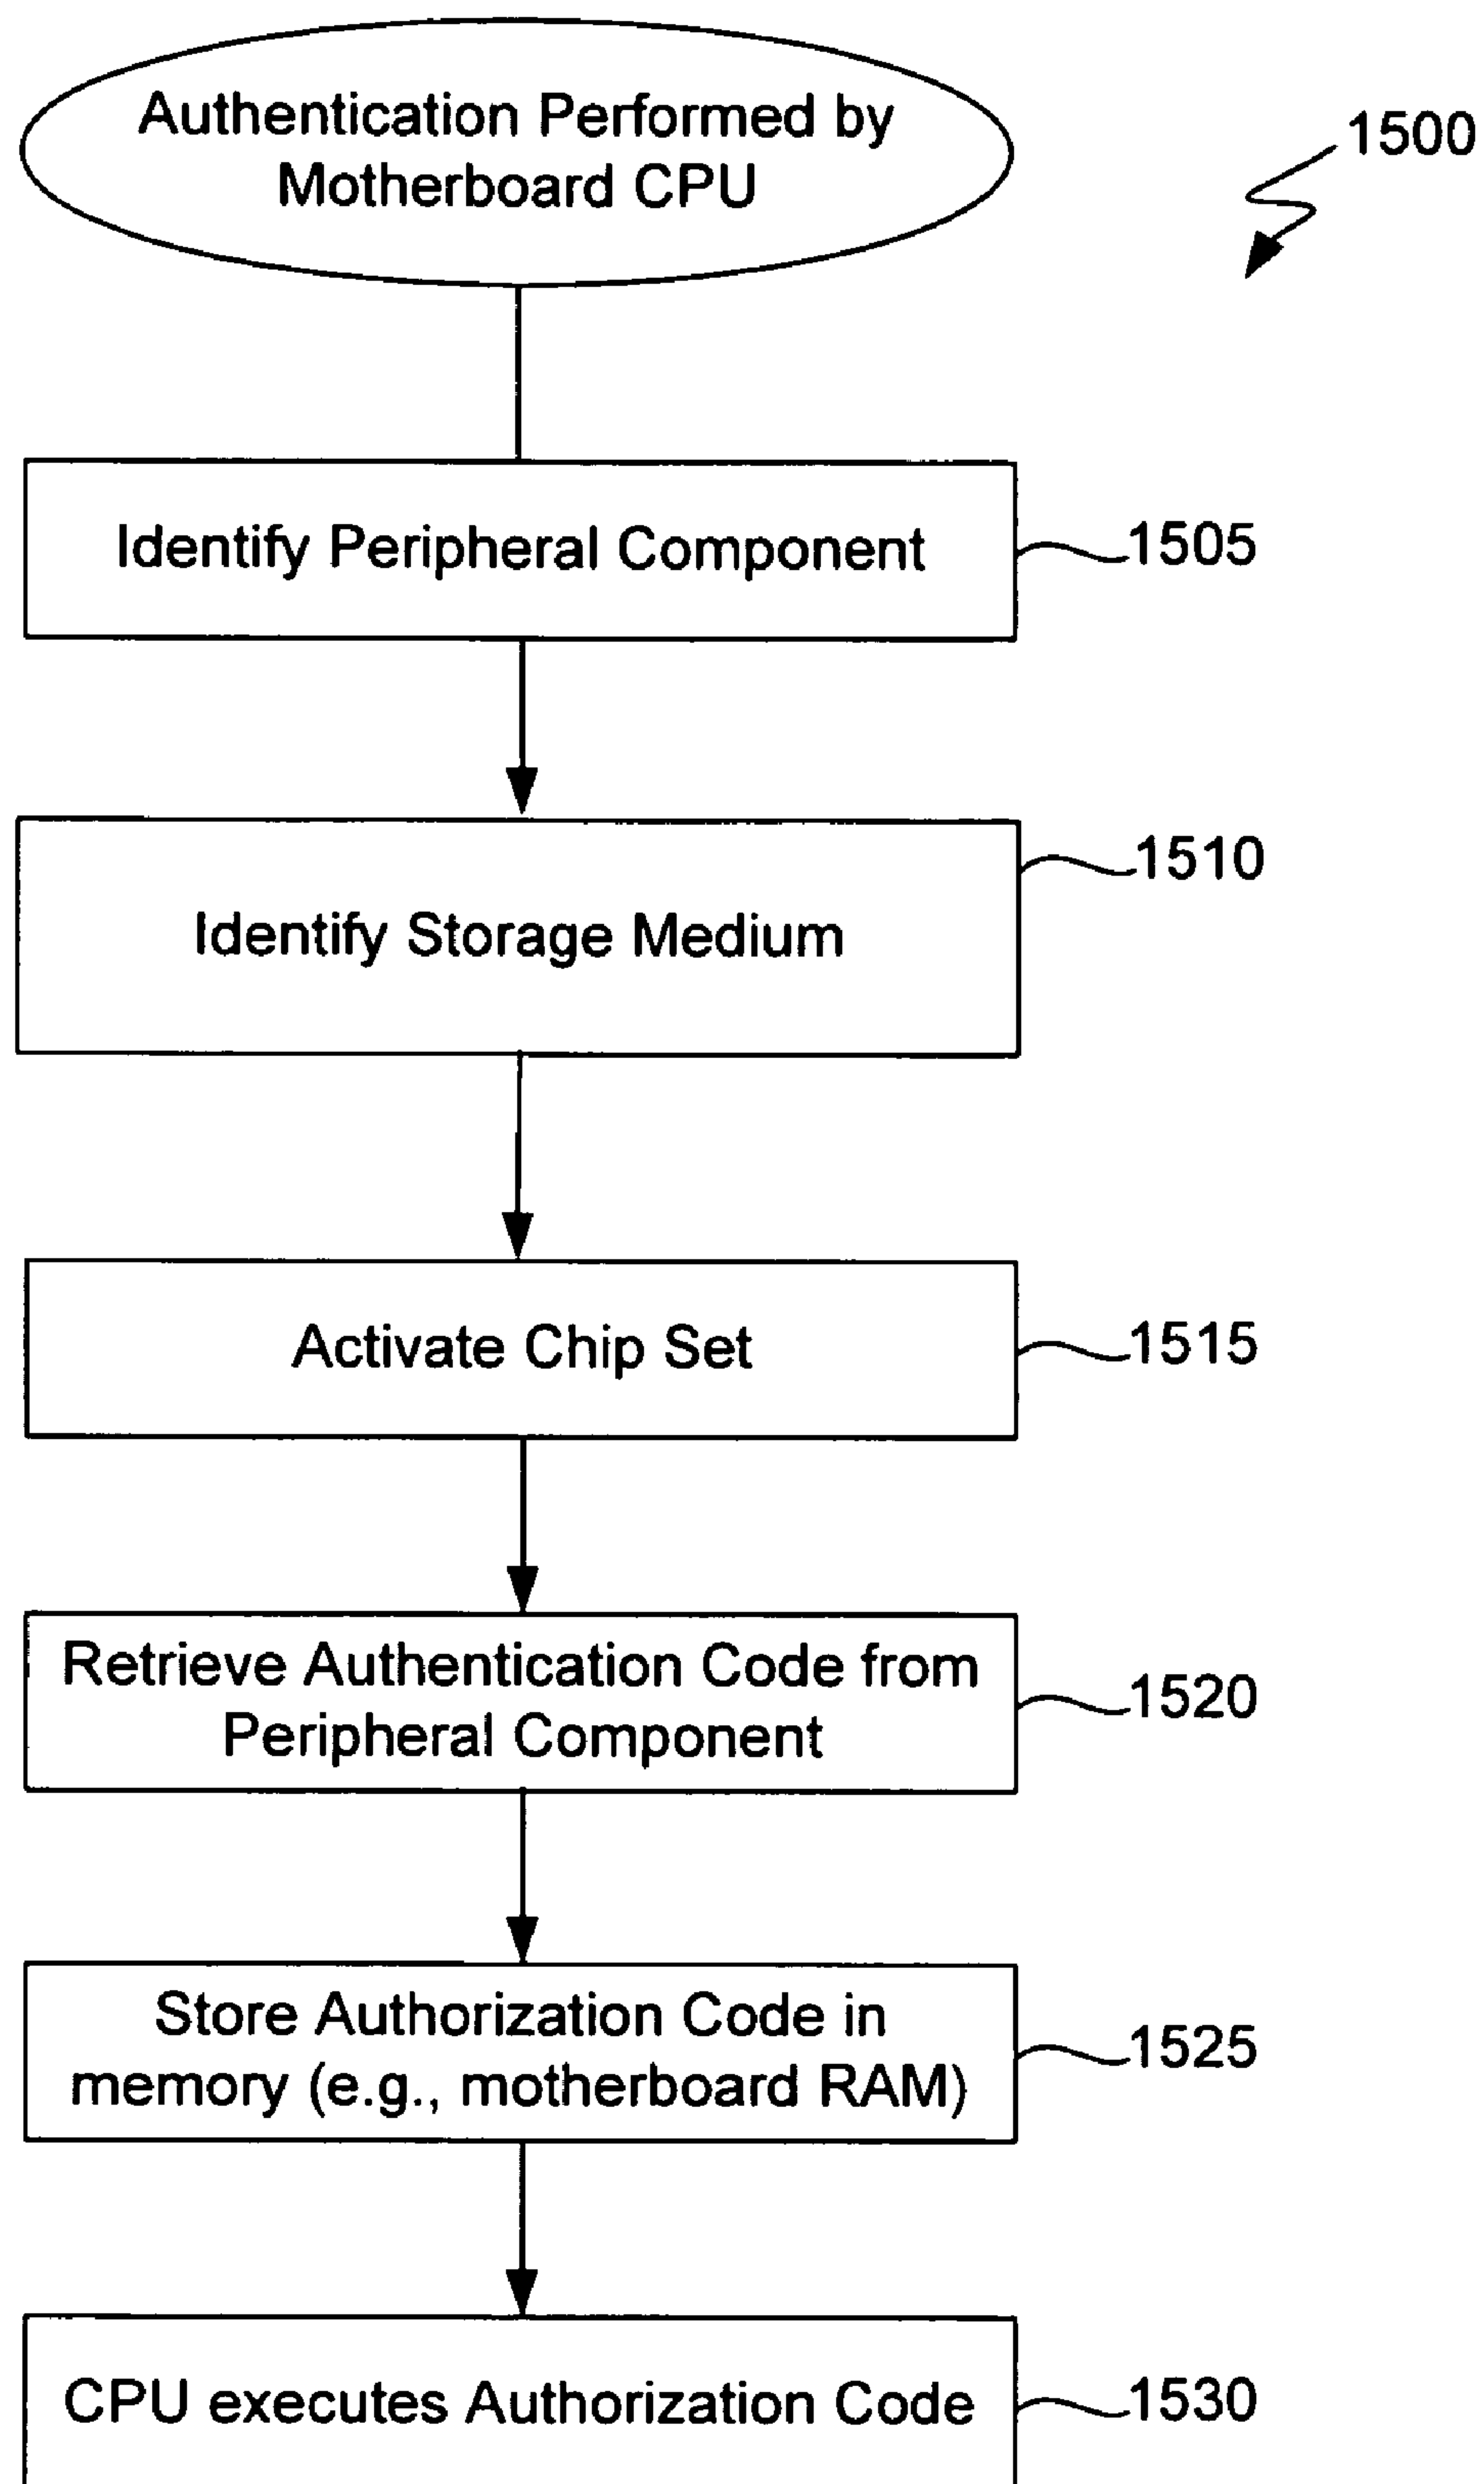 Authentication Performed by
Motherboard CPU
1500
Identify Peripheral Component
1505
1510
Identify Storage Medium
Activate Chip Set
1515
Retrieve Authentication Code from
Peripheral Component
1520
Store Authorization Code in
memory (e.g., motherboard RAM)
1525
CPU executes Authorization Code
1530